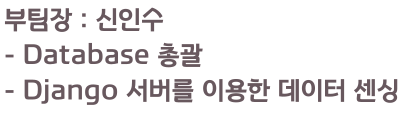 부팀장 : 신인수
- Database 총괄
- Django 서버를 이용한 데이터 센싱